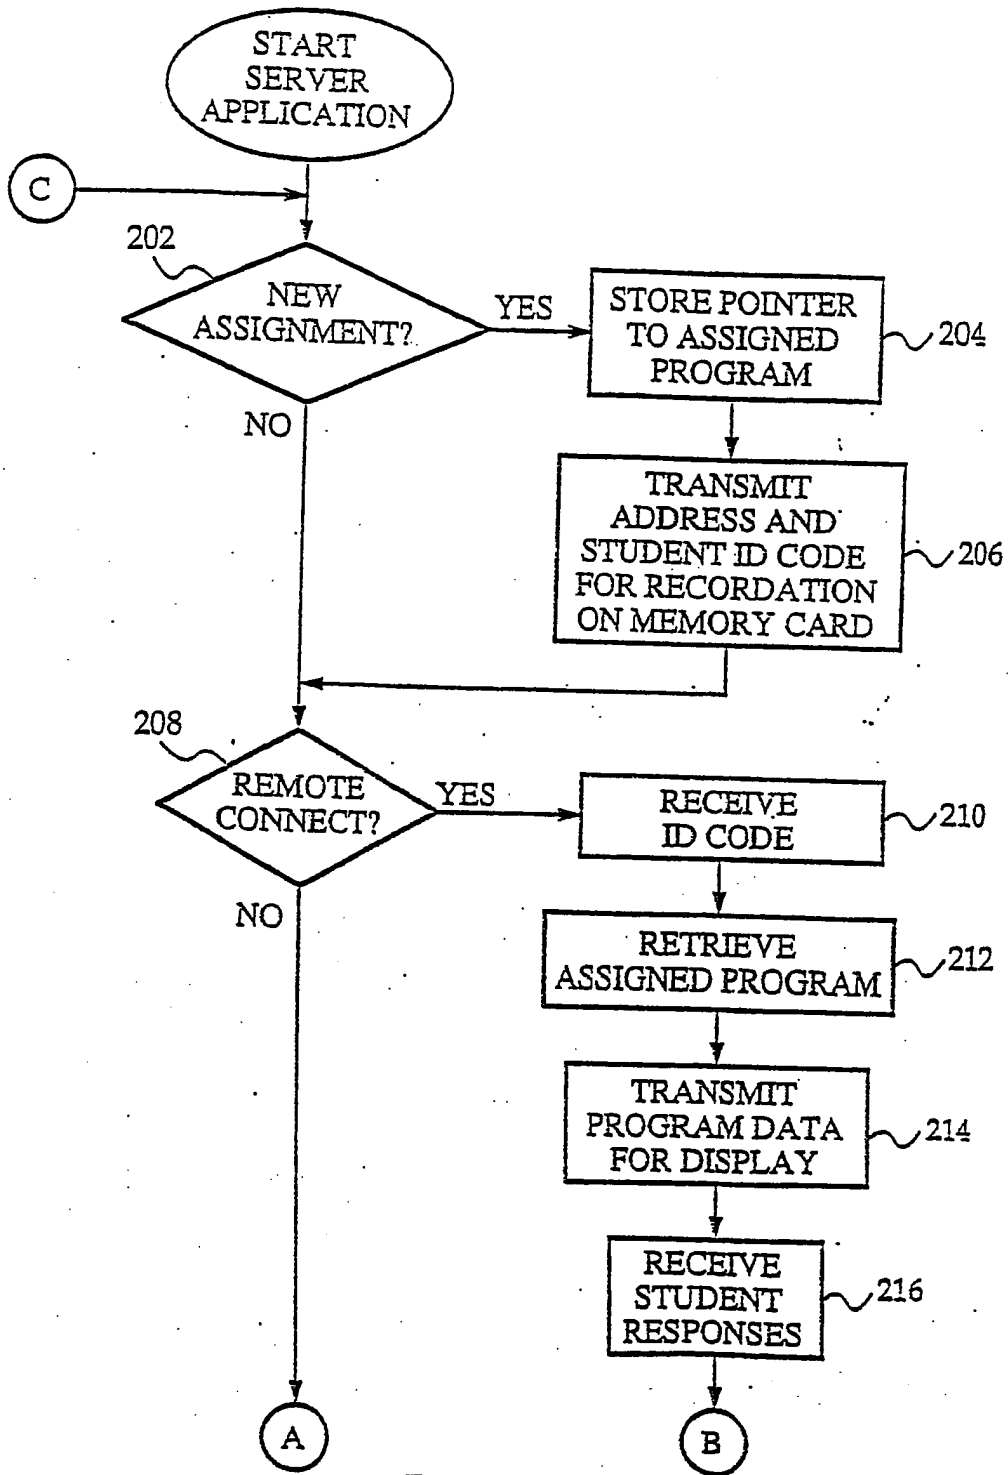 START
SERVER
APPLICATION
C
202
NEW
ASSIGNMENT?
YES
STORE POINTER
TO ASSIGNED
PROGRAM
204
NO
TRANSMIT
ADDRESS AND
STUDENT ID CODE
FOR RECORDATION
ON MEMORY CARD
206
208
REMOTE
CONNECT?
YES
RECEIVE
ID CODE
210
NO
RETRIEVE
ASSIGNED PROGRAM
212
TRANSMIT
PROGRAM DATA
FOR DISPLAY
214
RECEIVE
STUDENT
RESPONSES
216
A
B